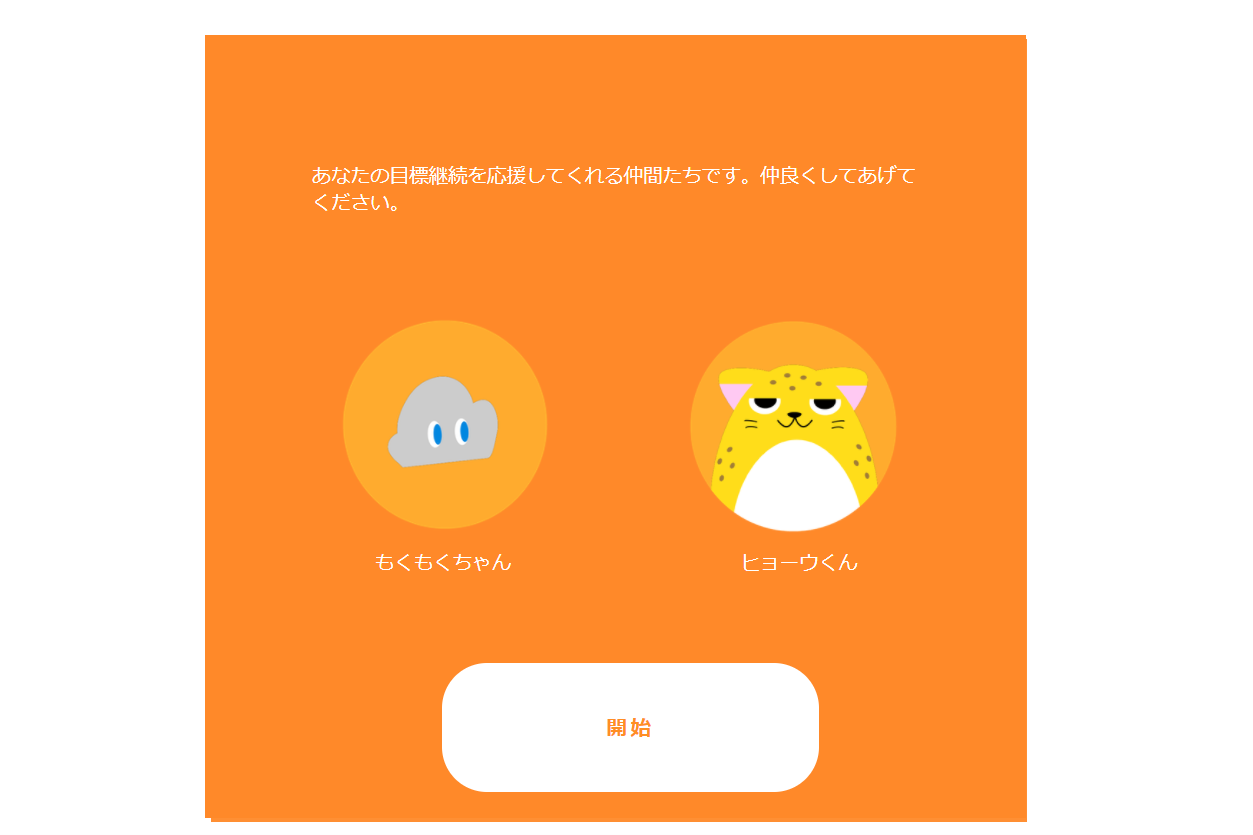 あなたの目標継続を応援してくれる仲間たちです。仲良くしてあげて
ください。
もくもくちゃん
ヒョーウくん
開始